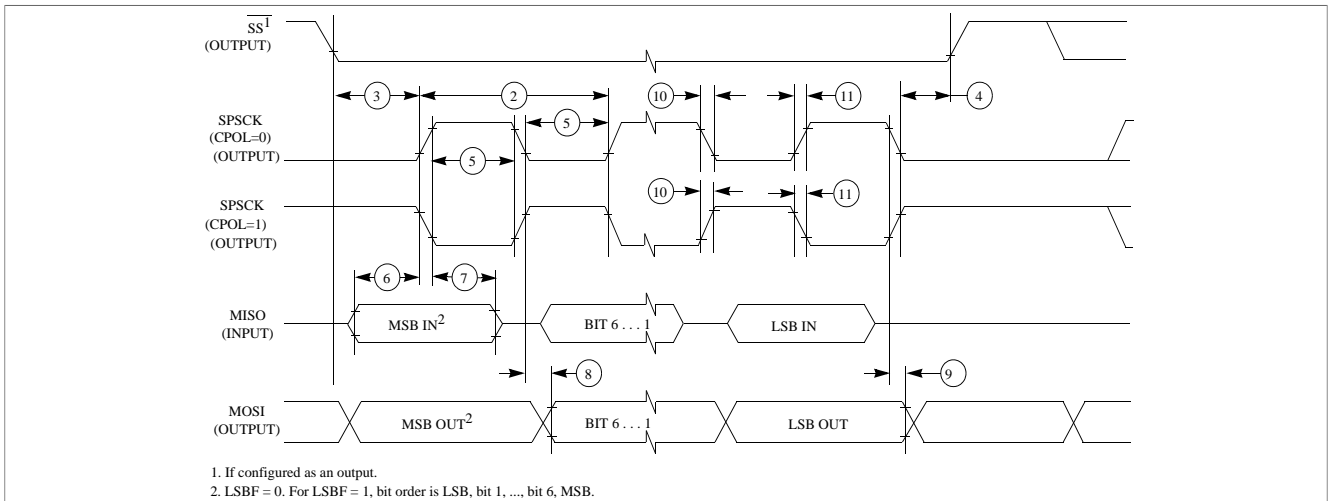 SS1
(OUTPUT)
3
2
10
11
4
SPSCK
(CPOL=0)
(OUTPUT)
5
5
SPSCK
(CPOL=1)
(OUTPUT)
10
11
6
7
MISO
(INPUT)
MSB IN2
BIT 6 . . . 1
LSB IN
8
9
MOSI
(OUTPUT)
MSB OUT2
BIT 6 . . . 1
LSB OUT
1. If configured as an output.
2. LSBF = 0. For LSBF = 1, bit order is LSB, bit 1, ..., bit 6, MSB.